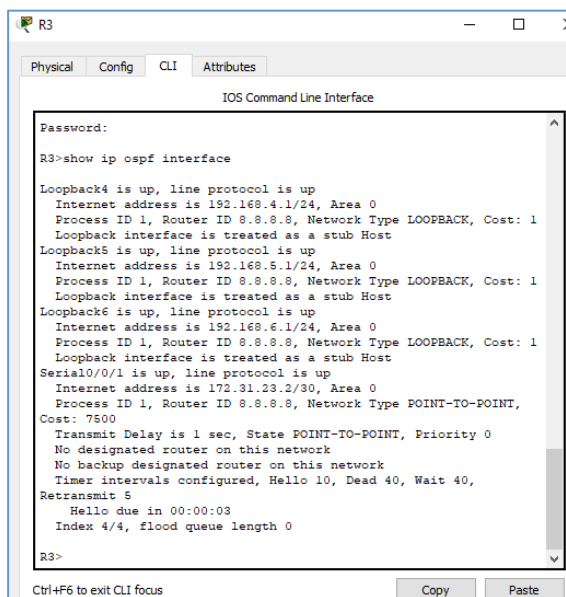 R3
Physical Config CLI Attributes
IOS Command Line Interface
Password:
R3>show ip ospf interface
Loopback4 is up, line protocol is up
Internet address is 192.168.4.1/24, Area 0
Process ID 1, Router ID 8.8.8.8, Network Type LOOPBACK, Cost: 1
Loopback interface is treated as a stub Host
Loopback5 is up, line protocol is up
Internet address is 192.168.5.1/24, Area 0
Process ID 1, Router ID 8.8.8.8, Network Type LOOPBACK, Cost: 1
Loopback interface is treated as a stub Host
Loopback6 is up, line protocol is up
Internet address is 192.168.6.1/24, Area 0
Process ID 1, Router ID 8.8.8.8, Network Type LOOPBACK, Cost: 1
Loopback interface is treated as a stub Host
Serial0/0/1 is up, line protocol is up
Internet address is 172.31.23.2/30, Area 0
Process ID 1, Router ID 8.8.8.8, Network Type POINT-TO-POINT,
Cost: 7500
Transmit Delay is 1 sec, State POINT-TO-POINT, Priority 0
No designated router on this network
No backup designated router on this network
Timer intervals configured, Hello 10, Dead 40, Wait 40,
Retransmit 5
Hello due in 00:00:03
Index 4/4, flood queue length 0
R3>
Ctrl+F6 to exit CLI focus
Copy Paste